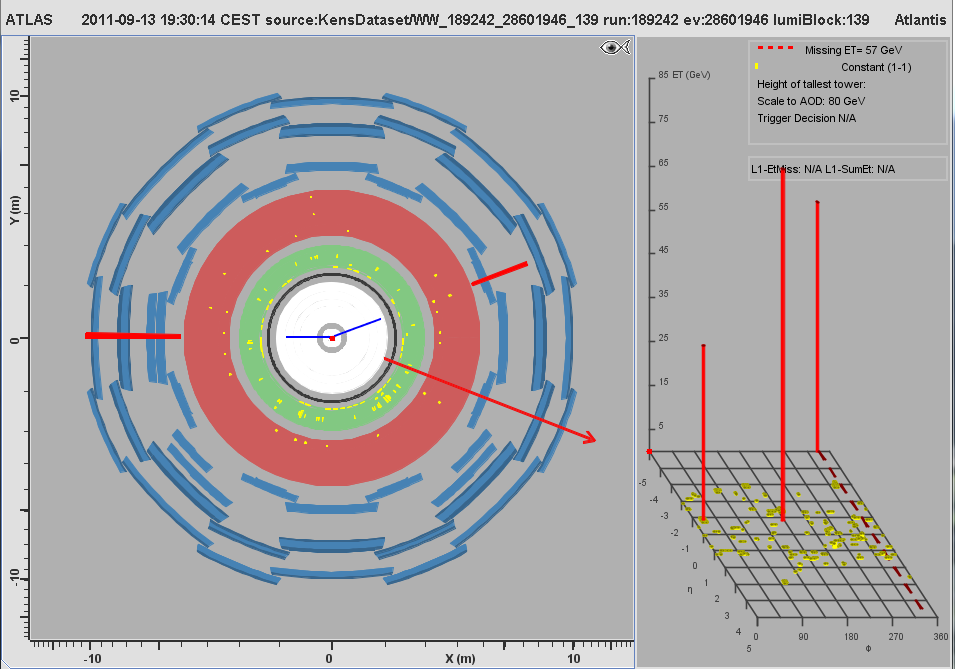 ATLAS 2011-09-13 19:30:14 CEST source:KensDataset/WW_189242_28601946_139 run:189242 ev:28601946 lumiBlock:139 Atlantis
Missing ET= 57 GeV
Constant (1-1)
Height of tallest tower:
Scale to AOD: 80 GeV
Trigger Decision N/A
L1-EtMiss: N/A L1-SumEt: N/A
85 ET (GeV)
75
65
55
45
35
25
15
5
-5
-4
-3
-2
-1
0
1
2
3
4
5
η
0 90 180 270 360
Φ
10
Y (m)
0
-10
-10 0 X (m) 10